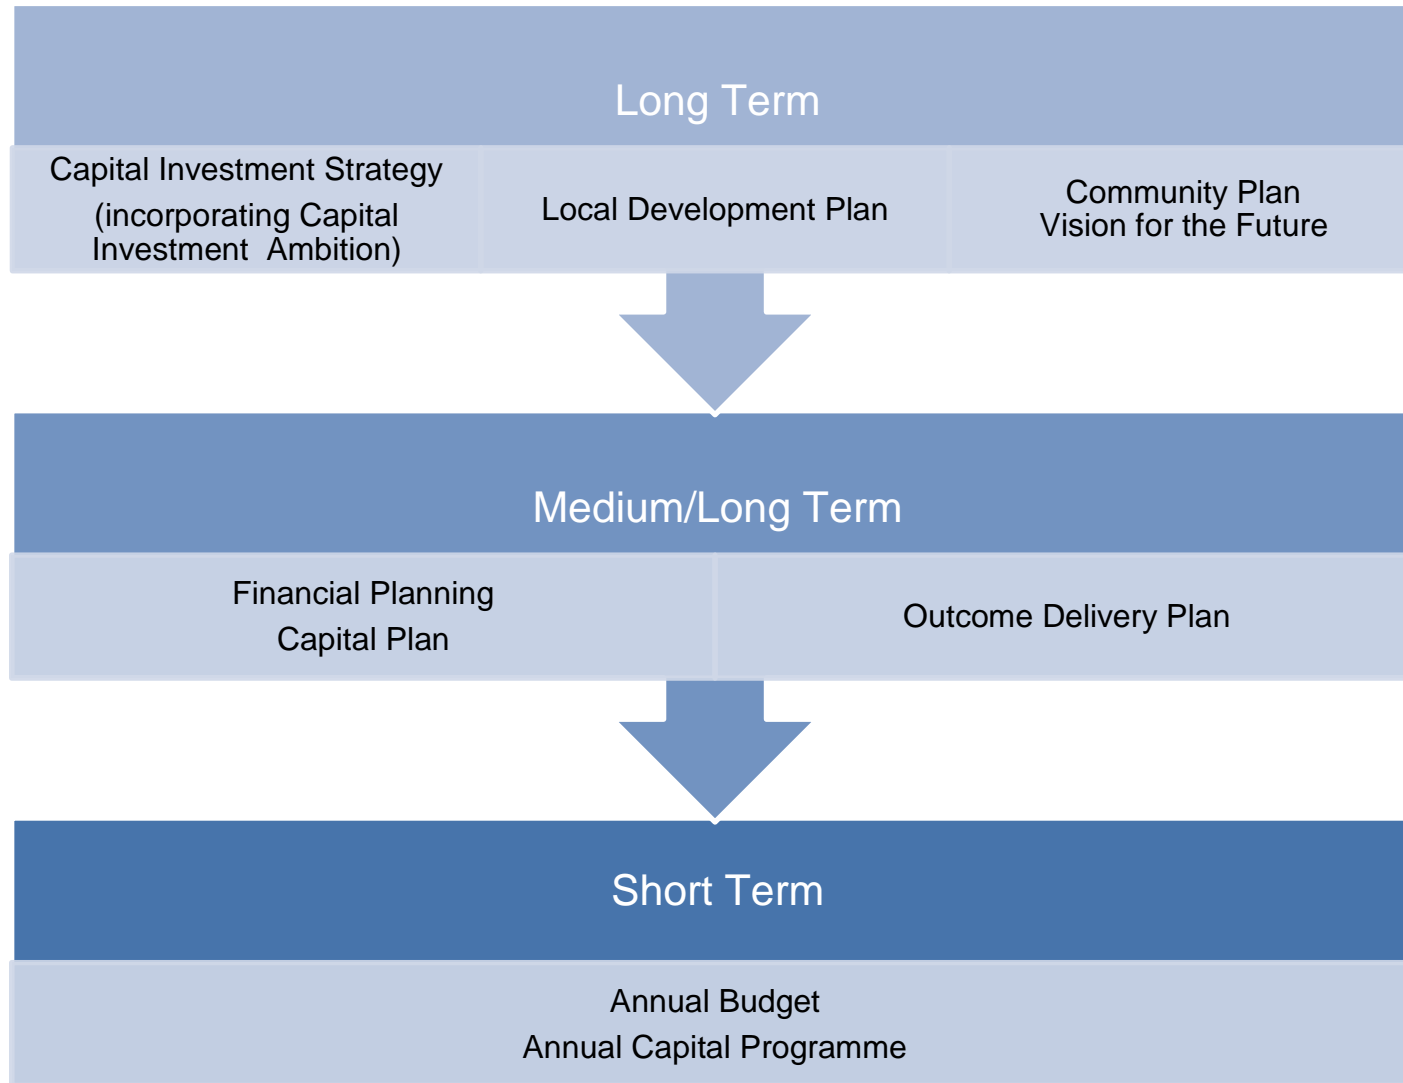 Long Term
Capital Investment Strategy
(incorporating Capital
Investment Ambition)
Local Development Plan
Community Plan
Vision for the Future
Medium/Long Term
Financial Planning
Capital Plan
Outcome Delivery Plan
Short Term
Annual Budget
Annual Capital Programme